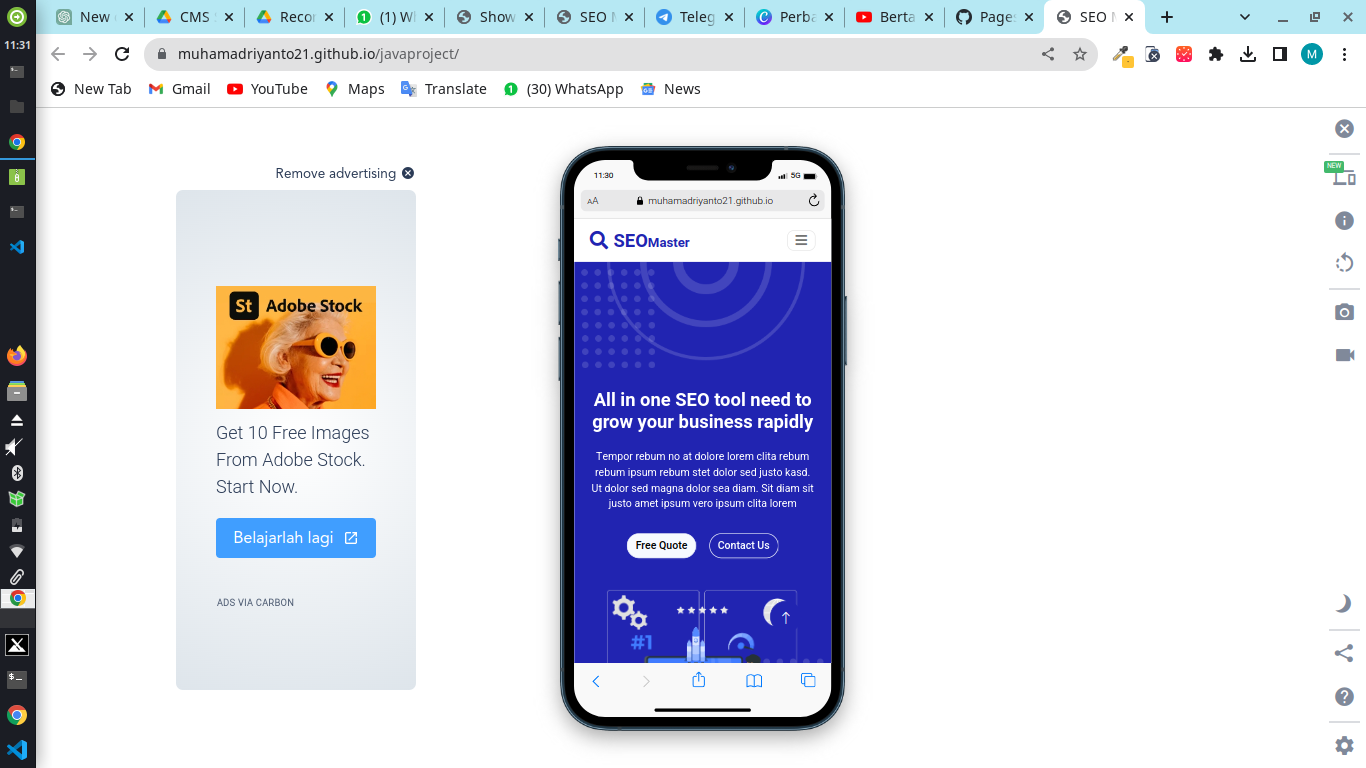 New c
CMS S
Recor
(1) Wh
Show
SEO M
Teleg
Perba
Berta
Pages
SEO M
11:31
muhamadriyanto21.github.io/javaproject/
M
New Tab
Gmail
YouTube
Maps
Translate
(30) WhatsApp
News
Remove advertising
St Adobe Stock
Get 10 Free Images
From Adobe Stock.
Start Now.
Belajarlah lagi
ADS VIA CARBON
11:30
5G
AA
muhamadriyanto21.github.io
SEOMaster
All in one SEO tool need to
grow your business rapidly
Tempor rebum no at dolore lorem clita rebum
rebum ipsum rebum stet dolor sed justo kasd.
Ut dolor sed magna dolor sea diam. Sit diam sit
justo amet ipsum vero ipsum clita lorem
Free Quote
Contact Us
#1
NEW